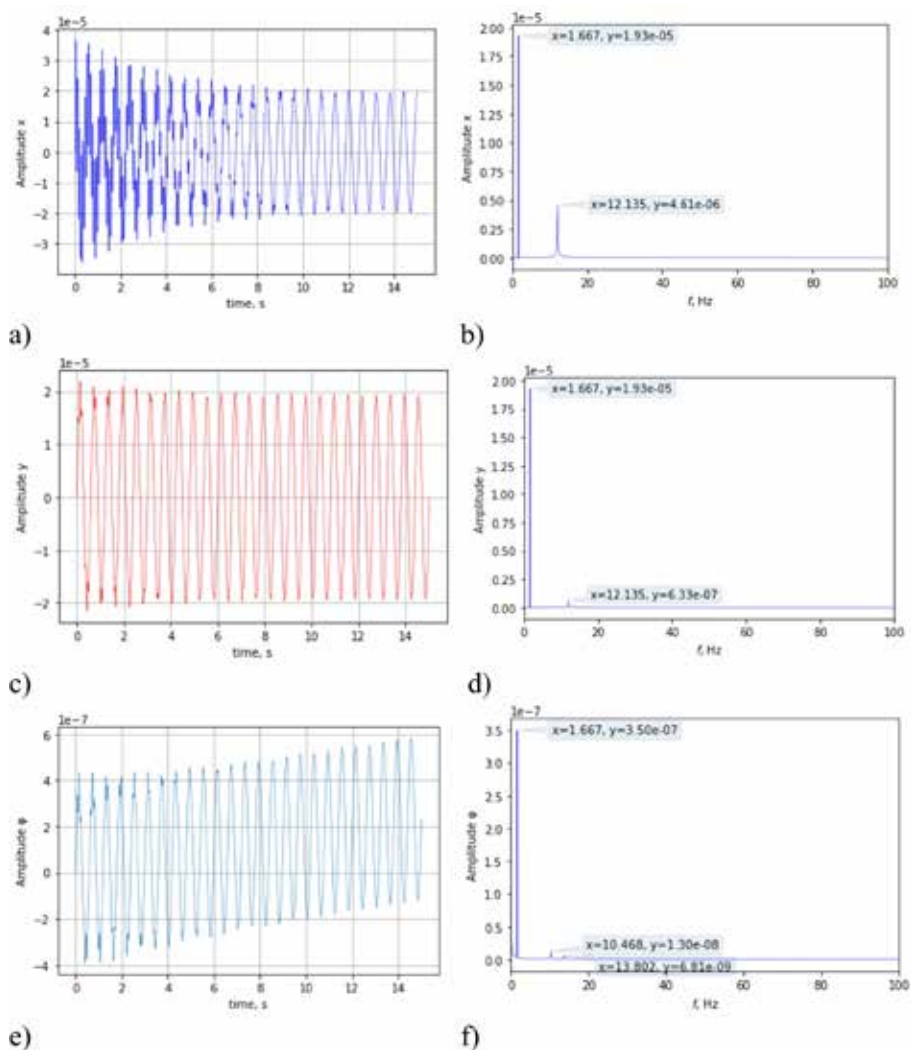 1e−5
4
3
2
1
0
−1
−2
−3
Amplitude x
0 2 4 6 8 10 12 14
time, s
a)
1e−5
2.00
1.75
1.50
1.25
1.00
0.75
0.50
0.25
0.00
Amplitude x
x=1.667, y=1.93e-05
x=12.135, y=4.61e-06
0 20 40 60 80 100
f, Hz
b)
1e−5
2
1
0
−1
−2
Amplitude y
0 2 4 6 8 10 12 14
time, s
c)
1e−5
2.00
1.75
1.50
1.25
1.00
0.75
0.50
0.25
0.00
Amplitude y
x=1.667, y=1.93e-05
x=12.135, y=6.33e-07
0 20 40 60 80 100
f, Hz
d)
1e−7
6
4
2
0
−2
−4
Amplitude φ
0 2 4 6 8 10 12 14
time, s
e)
1e−7
3.5
3.0
2.5
2.0
1.5
1.0
0.5
0.0
Amplitude φ
x=1.667, y=3.50e-07
x=10.468, y=1.30e-08
x=13.802, y=6.81e-09
0 20 40 60 80 100
f, Hz
f)